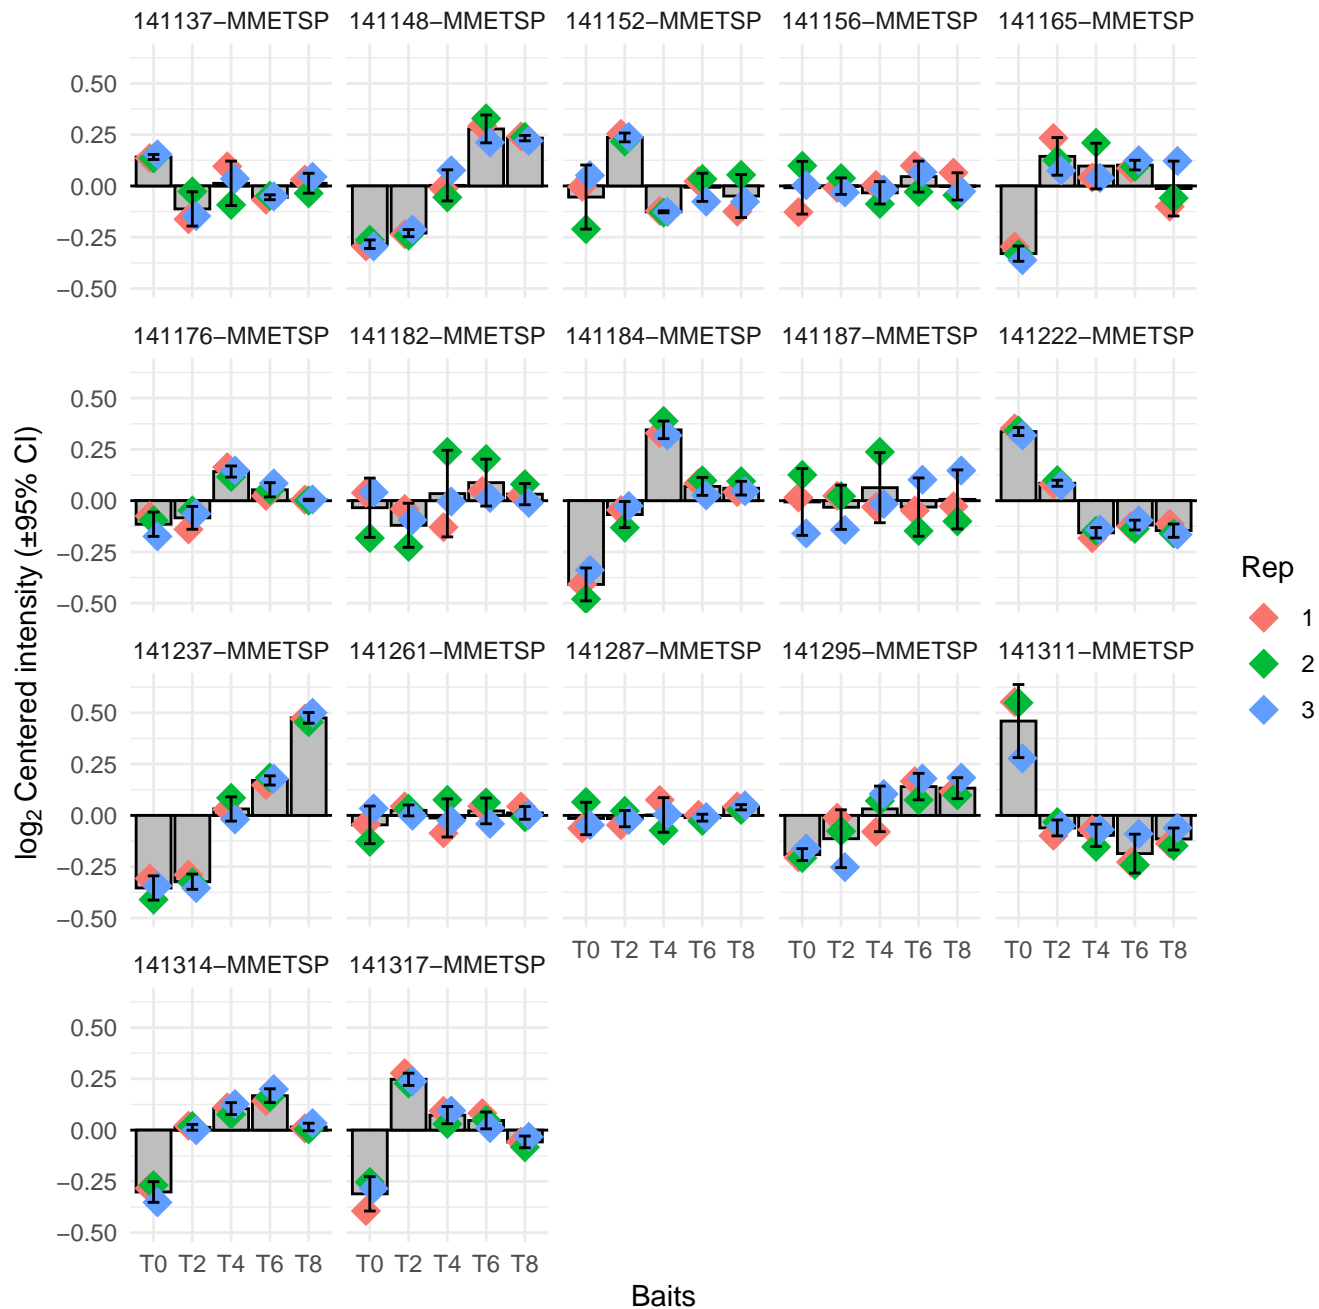 141137−MMETSP 141148−MMETSP 141152−MMETSP 141156−MMETSP 141165−MMETSP
0.50
0.25
0.00
−0.25
−0.50
141176−MMETSP 141182−MMETSP 141184−MMETSP 141187−MMETSP 141222−MMETSP
0.50
0.25
0.00
−0.25
−0.50
log2 Centered intensity (±95% CI)
Rep
1
2
3
141237−MMETSP 141261−MMETSP 141287−MMETSP 141295−MMETSP 141311−MMETSP
0.50
0.25
0.00
−0.25
−0.50
T0 T2 T4 T6 T8 T0 T2 T4 T6 T8 T0 T2 T4 T6 T8
141314−MMETSP 141317−MMETSP
0.50
0.25
0.00
−0.25
−0.50
T0 T2 T4 T6 T8 T0 T2 T4 T6 T8
Baits